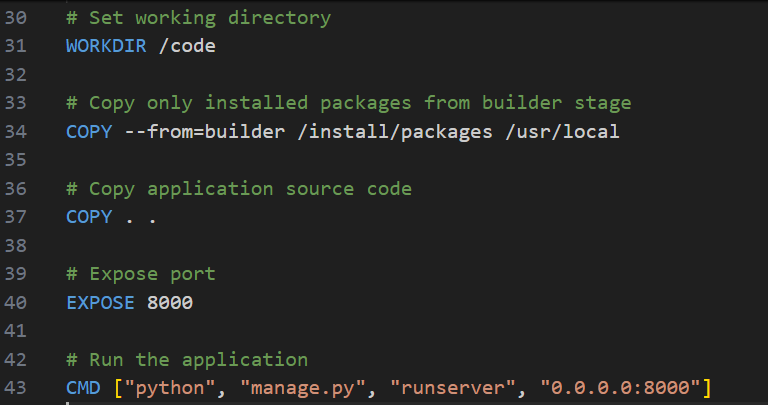 30 # Set working directory
31 WORKDIR /code
32
33 # Copy only installed packages from builder stage
34 COPY --from=builder /install/packages /usr/local
35
36 # Copy application source code
37 COPY . .
38
39 # Expose port
40 EXPOSE 8000
41
42 # Run the application
43 CMD ["python", "manage.py", "runserver", "0.0.0.0:8000"]